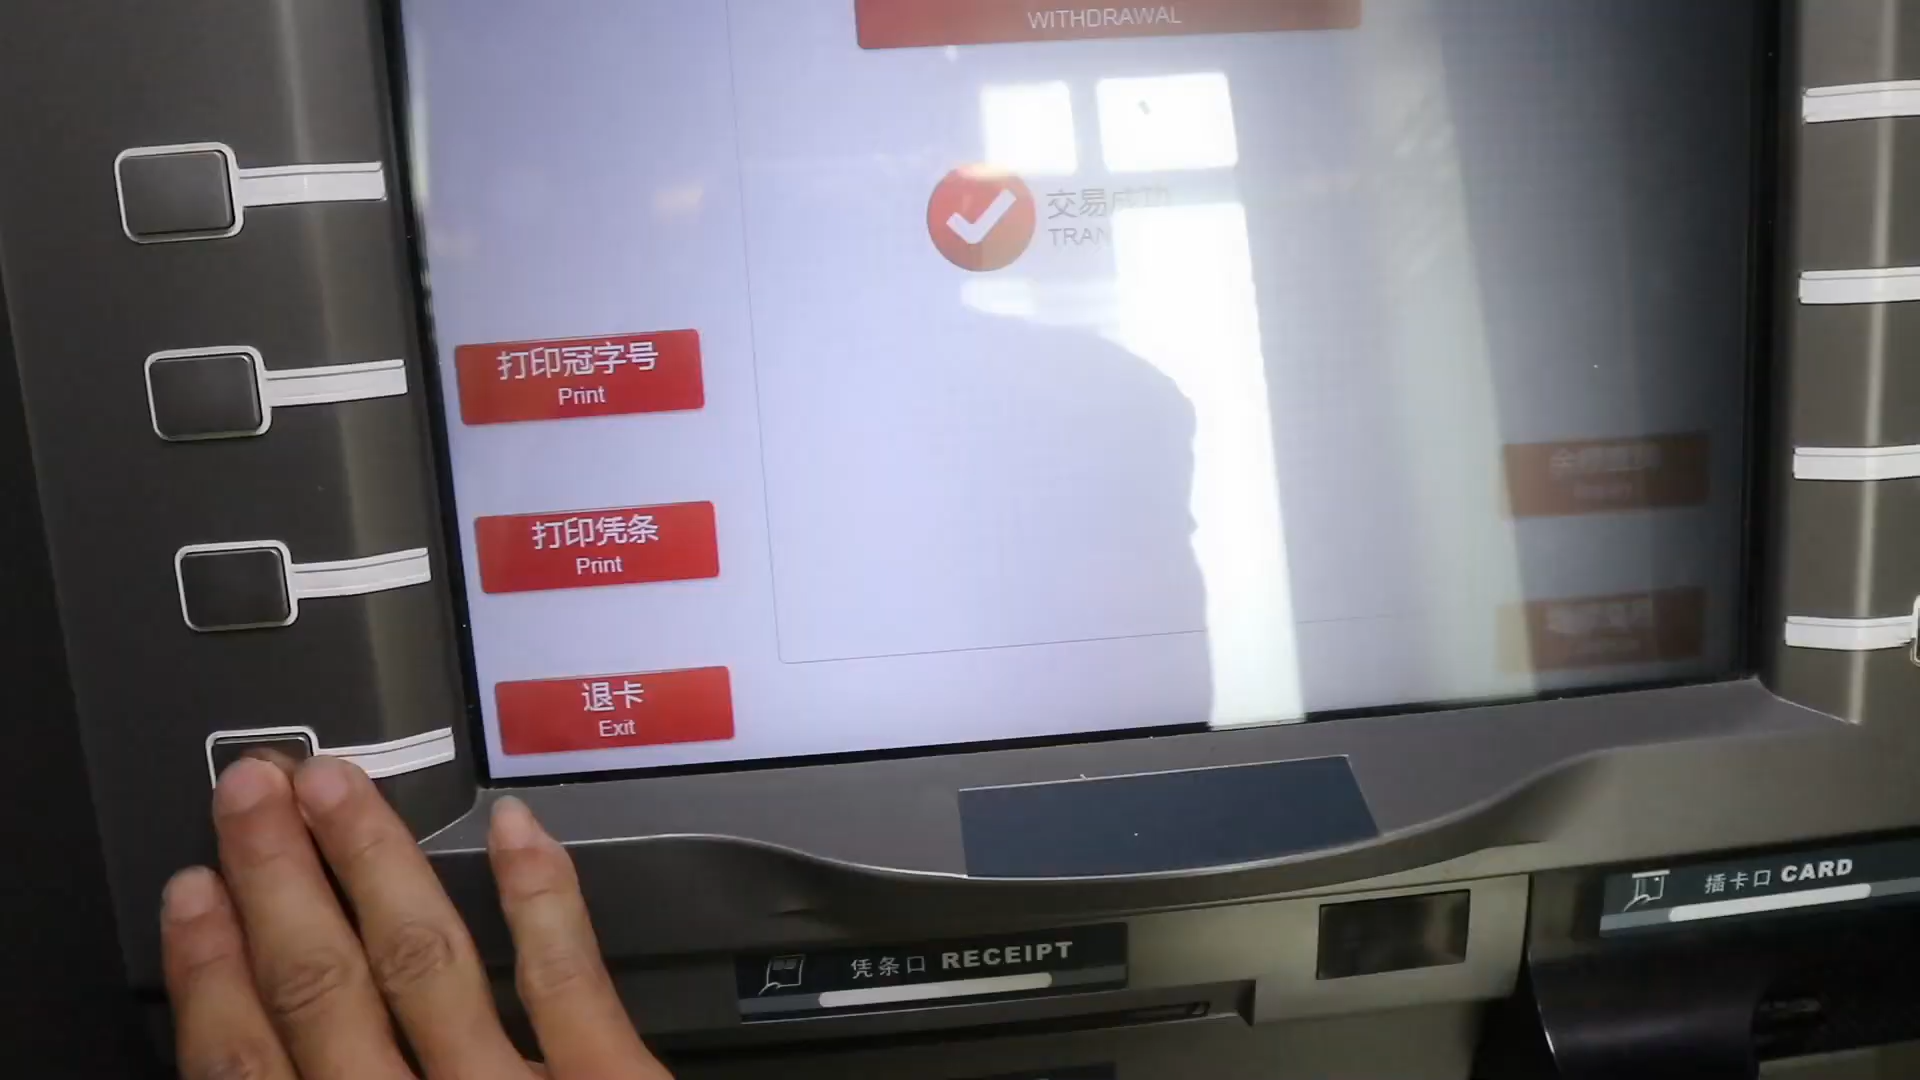 WITHDRAWAL
交易成功
TRAN
打印冠字号
Print
打印凭条
Print
退卡
Exit
插卡口 CARD
凭条口 RECEIPT